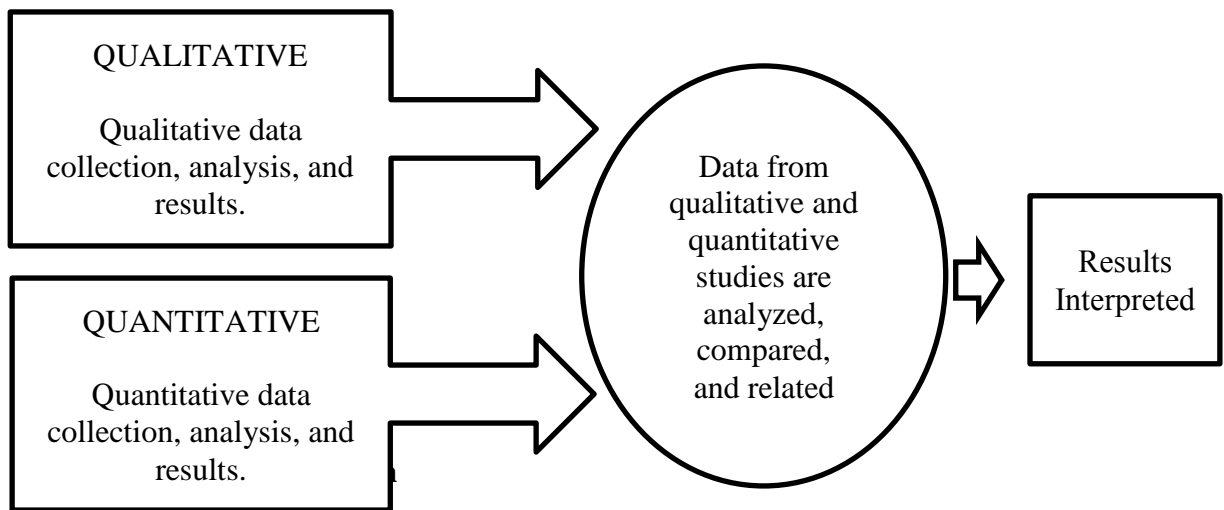 QUALITATIVE
Qualitative data
collection, analysis, and
results.
QUANTITATIVE
Quantitative data
collection, analysis, and
results.
Data from
qualitative and
quantitative
studies are
analyzed,
compared,
and related
Results
Interpreted